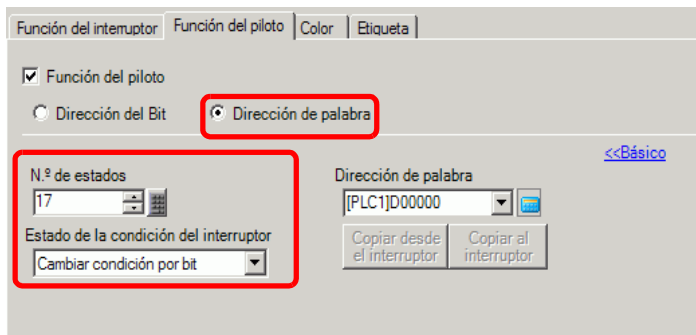 Función del interruptor Función del piloto Color Etiqueta
Función del piloto
Dirección del Bit Dirección de palabra
<<Básico
N.º de estados Dirección de palabra
17 [PLC1]D00000
Estado de la condición del interruptor Copiar desde el interruptor Copiar al interruptor
Cambiar condición por bit